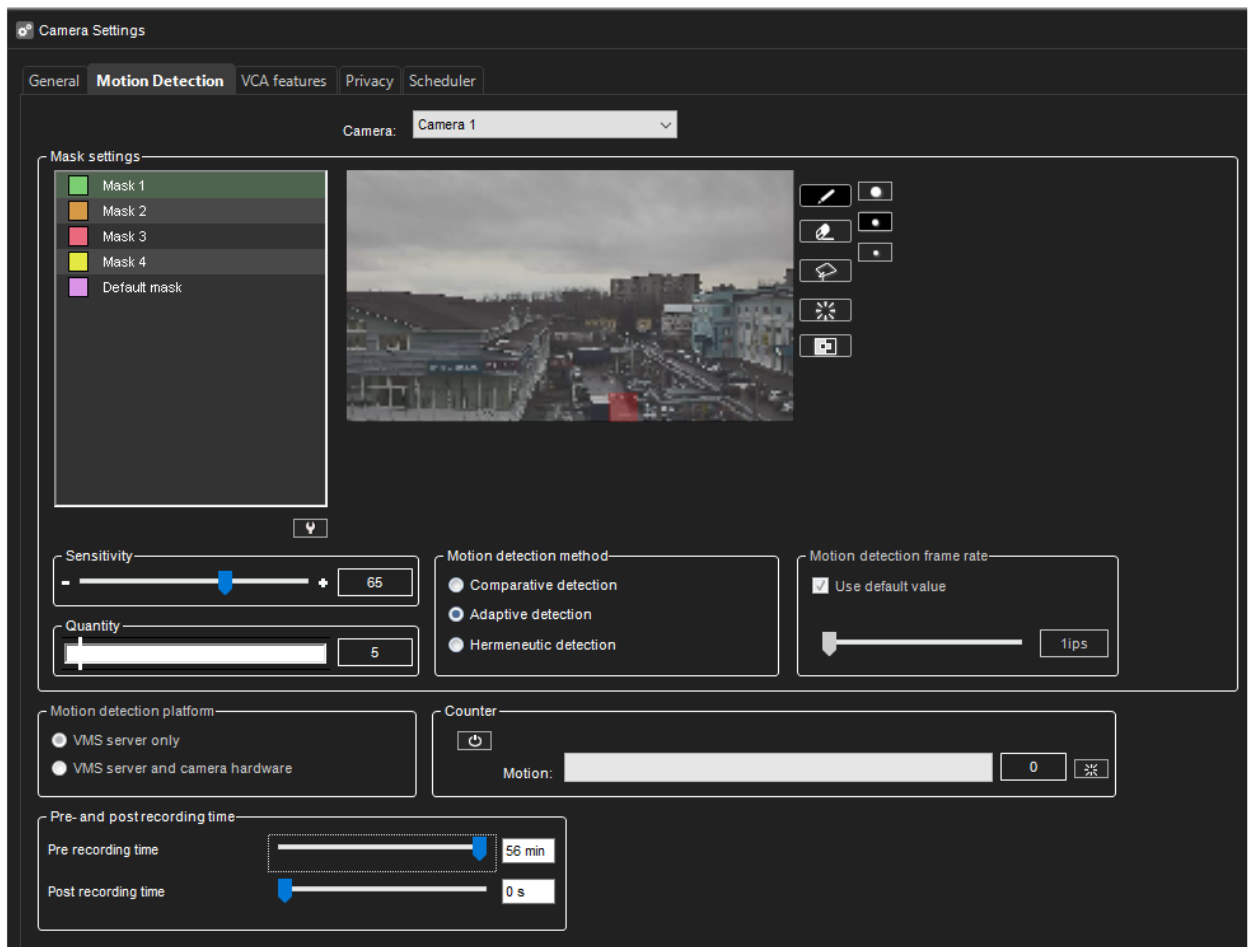 Camera Settings
General Motion Detection VCA features Privacy Scheduler
Camera: Camera 1
Mask settings
Mask 1
Mask 2
Mask 3
Mask 4
Default mask
Sensitivity
- + 65
Quantity
5
Motion detection method
Comparative detection
Adaptive detection
Hermeneutic detection
Motion detection frame rate
Use default value
1ips
Motion detection platform
VMS server only
VMS server and camera hardware
Counter
Motion: 0
Pre- and post recording time
Pre recording time 56 min
Post recording time 0 s